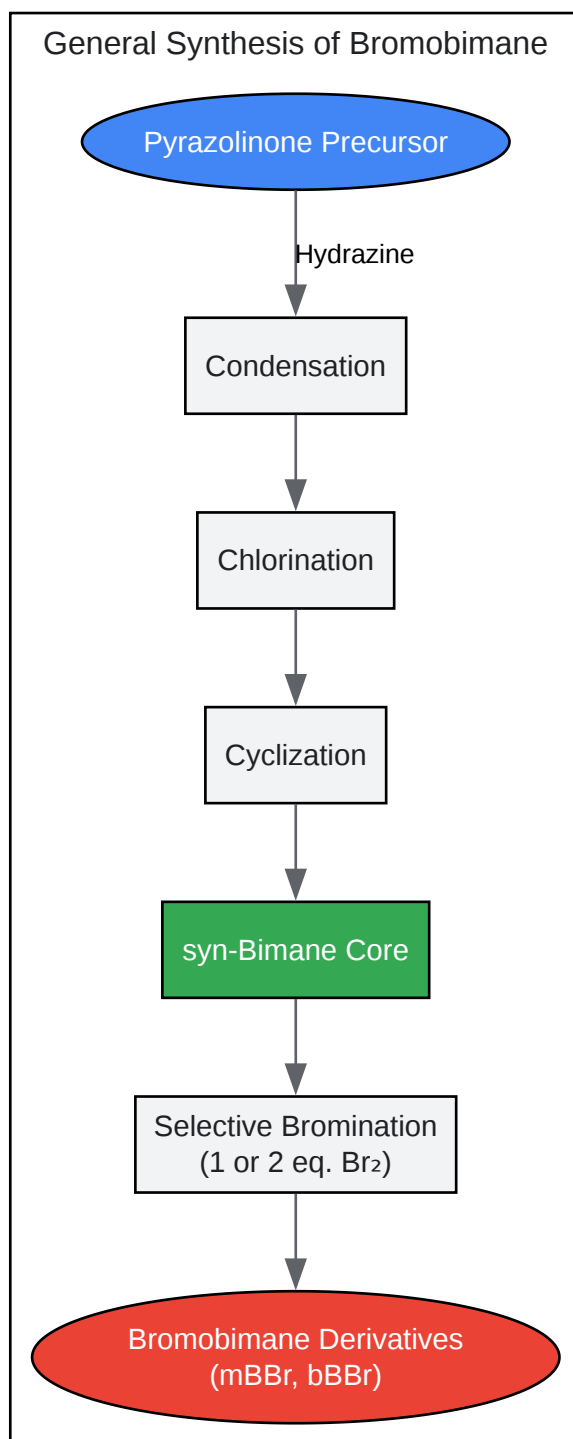 General Synthesis of Bromobimane
Pyrazolinone Precursor
Hydrazine
Condensation
Chlorination
Cyclization
syn-Bimane Core
Selective Bromination
(1 or 2 eq. Br₂)
Bromobimane Derivatives
(mBBr, bBBr)